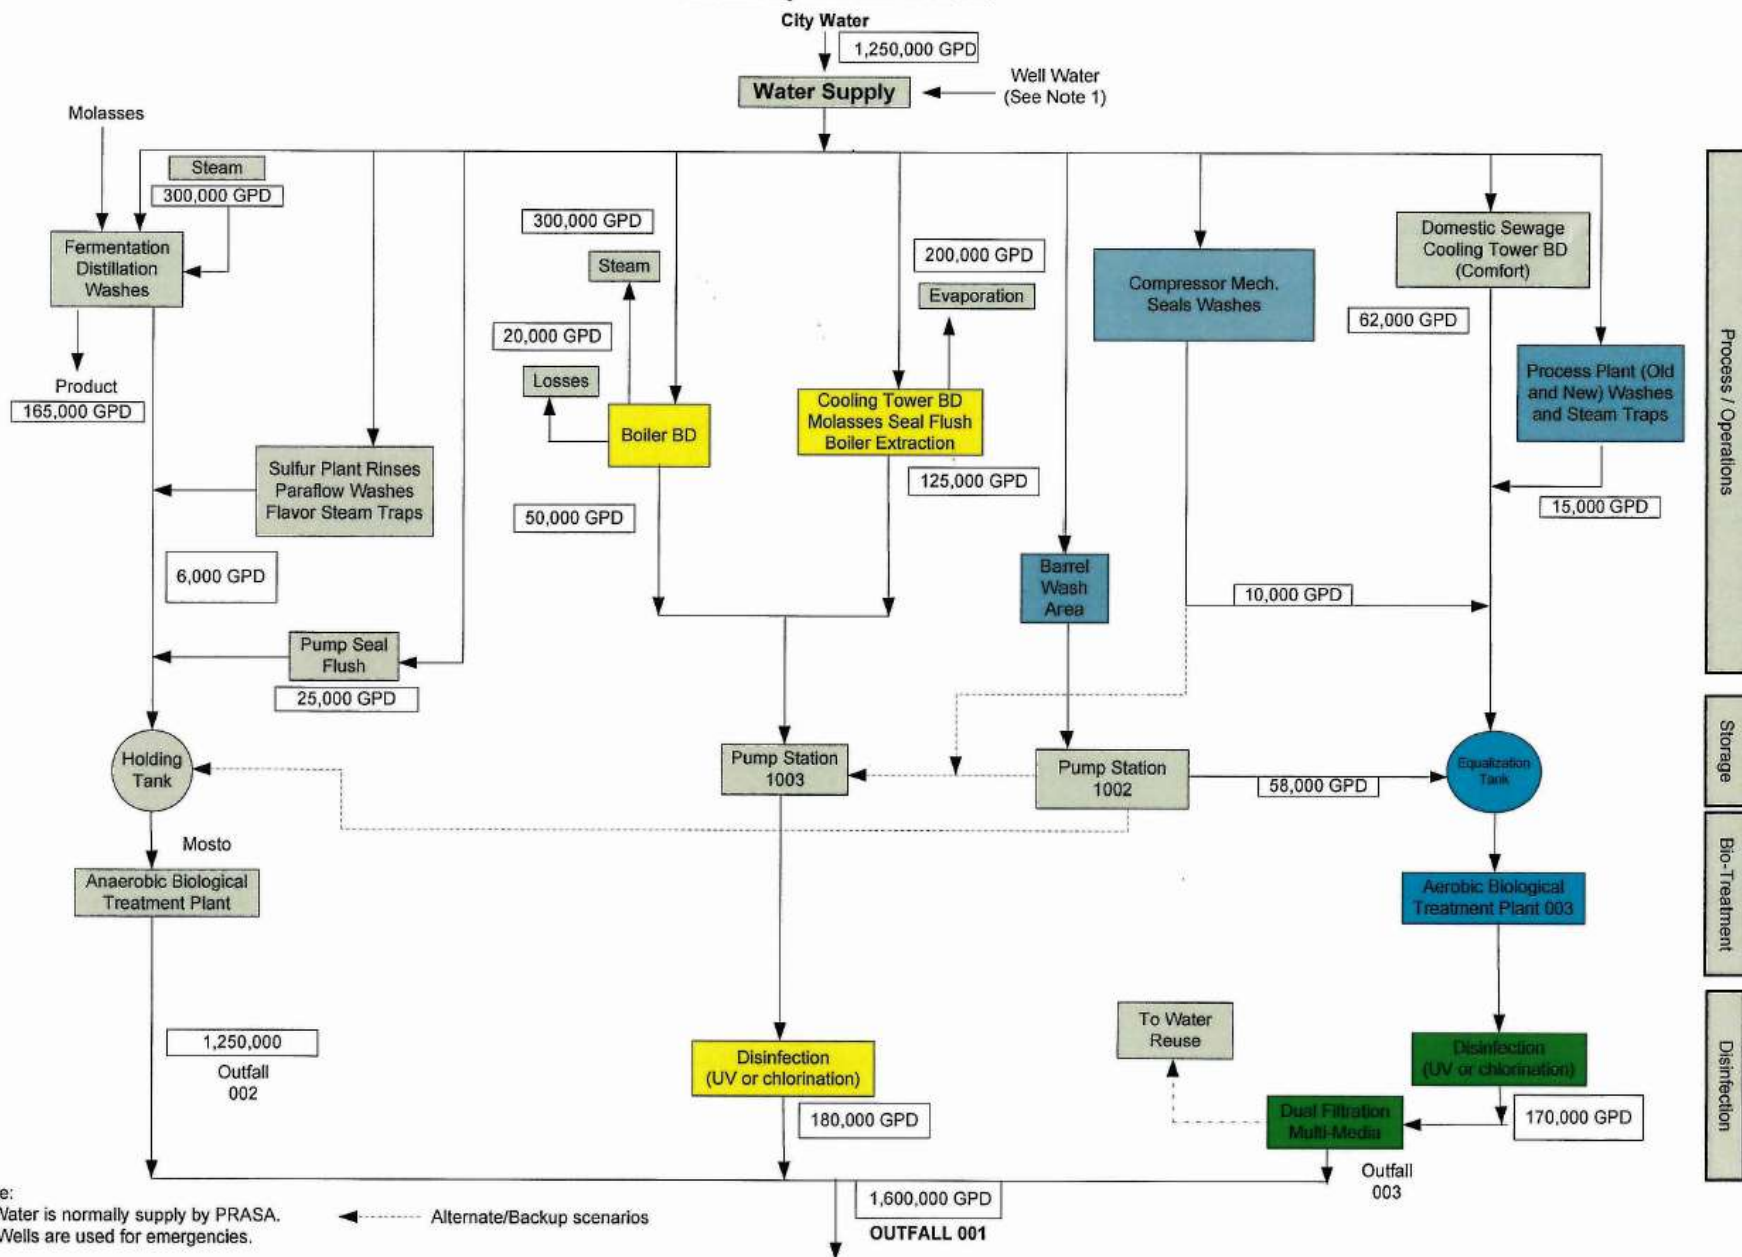 City Water
1,250,000 GPD
Water Supply
Well Water
(See Note 1)
Molasses
Steam
300,000 GPD
Fermentation
Distillation
Washes
Product
165,000 GPD
Sulfur Plant Rinses
Paraflow Washes
Flavor Steam Traps
6,000 GPD
Pump Seal
Flush
25,000 GPD
300,000 GPD
Steam
20,000 GPD
Losses
Boiler BD
50,000 GPD
200,000 GPD
Evaporation
Cooling Tower BD
Molasses Seal Flush
Boiler Extraction
125,000 GPD
Compressor Mech.
Seals Washes
Barrel
Wash
Area
10,000 GPD
Domestic Sewage
Cooling Tower BD
(Comfort)
62,000 GPD
Process Plant (Old
and New) Washes
and Steam Traps
15,000 GPD
Process / Operations
Holding
Tank
Pump Station
1003
Pump Station
1002
58,000 GPD
Equalization
Tank
Storage
Mosto
Anaerobic Biological
Treatment Plant
Aerobic Biological
Treatment Plant 003
Bio-Treatment
1,250,000
Outfall
002
Disinfection
(UV or chlorination)
180,000 GPD
To Water
Reuse
Disinfection
(UV or chlorination)
Dual Filtration
Multi-Media
170,000 GPD
Outfall
003
Disinfection
e:
Water is normally supply by PRASA.
Wells are used for emergencies.
Alternate/Backup scenarios
1,600,000 GPD
OUTFALL 001